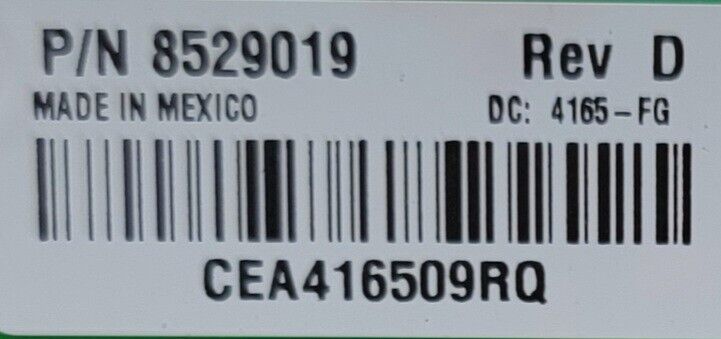 P/N 8529019 Rev D
MADE IN MEXICO DC: 4165-FG
CEA416509RQ